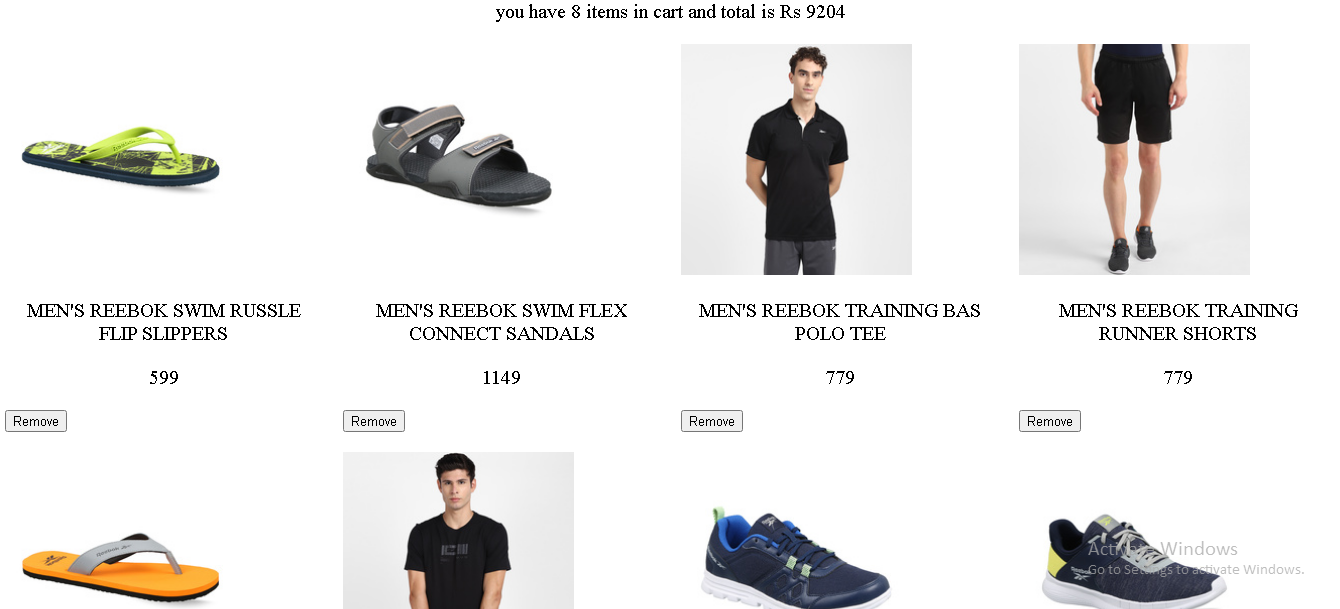 you have 8 items in cart and total is Rs 9204
MEN'S REEBOK SWIM RUSSLE
FLIP SLIPPERS
599
Remove
MEN'S REEBOK SWIM FLEX
CONNECT SANDALS
1149
Remove
MEN'S REEBOK TRAINING BAS
POLO TEE
779
Remove
MEN'S REEBOK TRAINING
RUNNER SHORTS
779
Remove
Reebok
Activate Windows
Go to Settings to activate Windows.